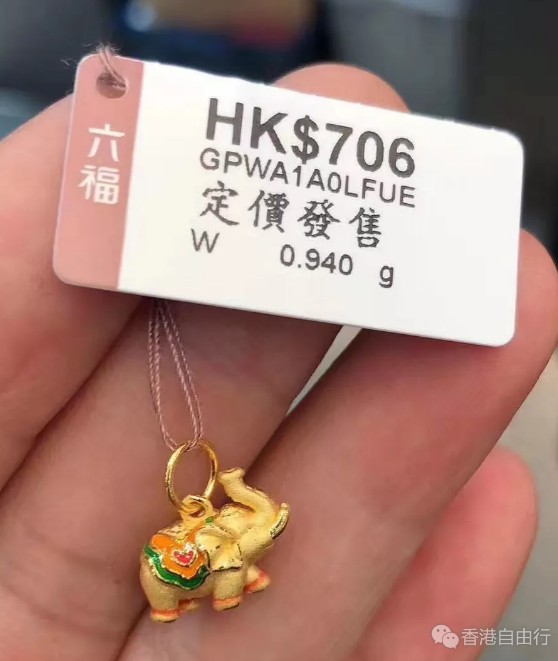 六福
HK$706
GPWA1A0LFUE
定價發售
W 0.940 g
香港自由行